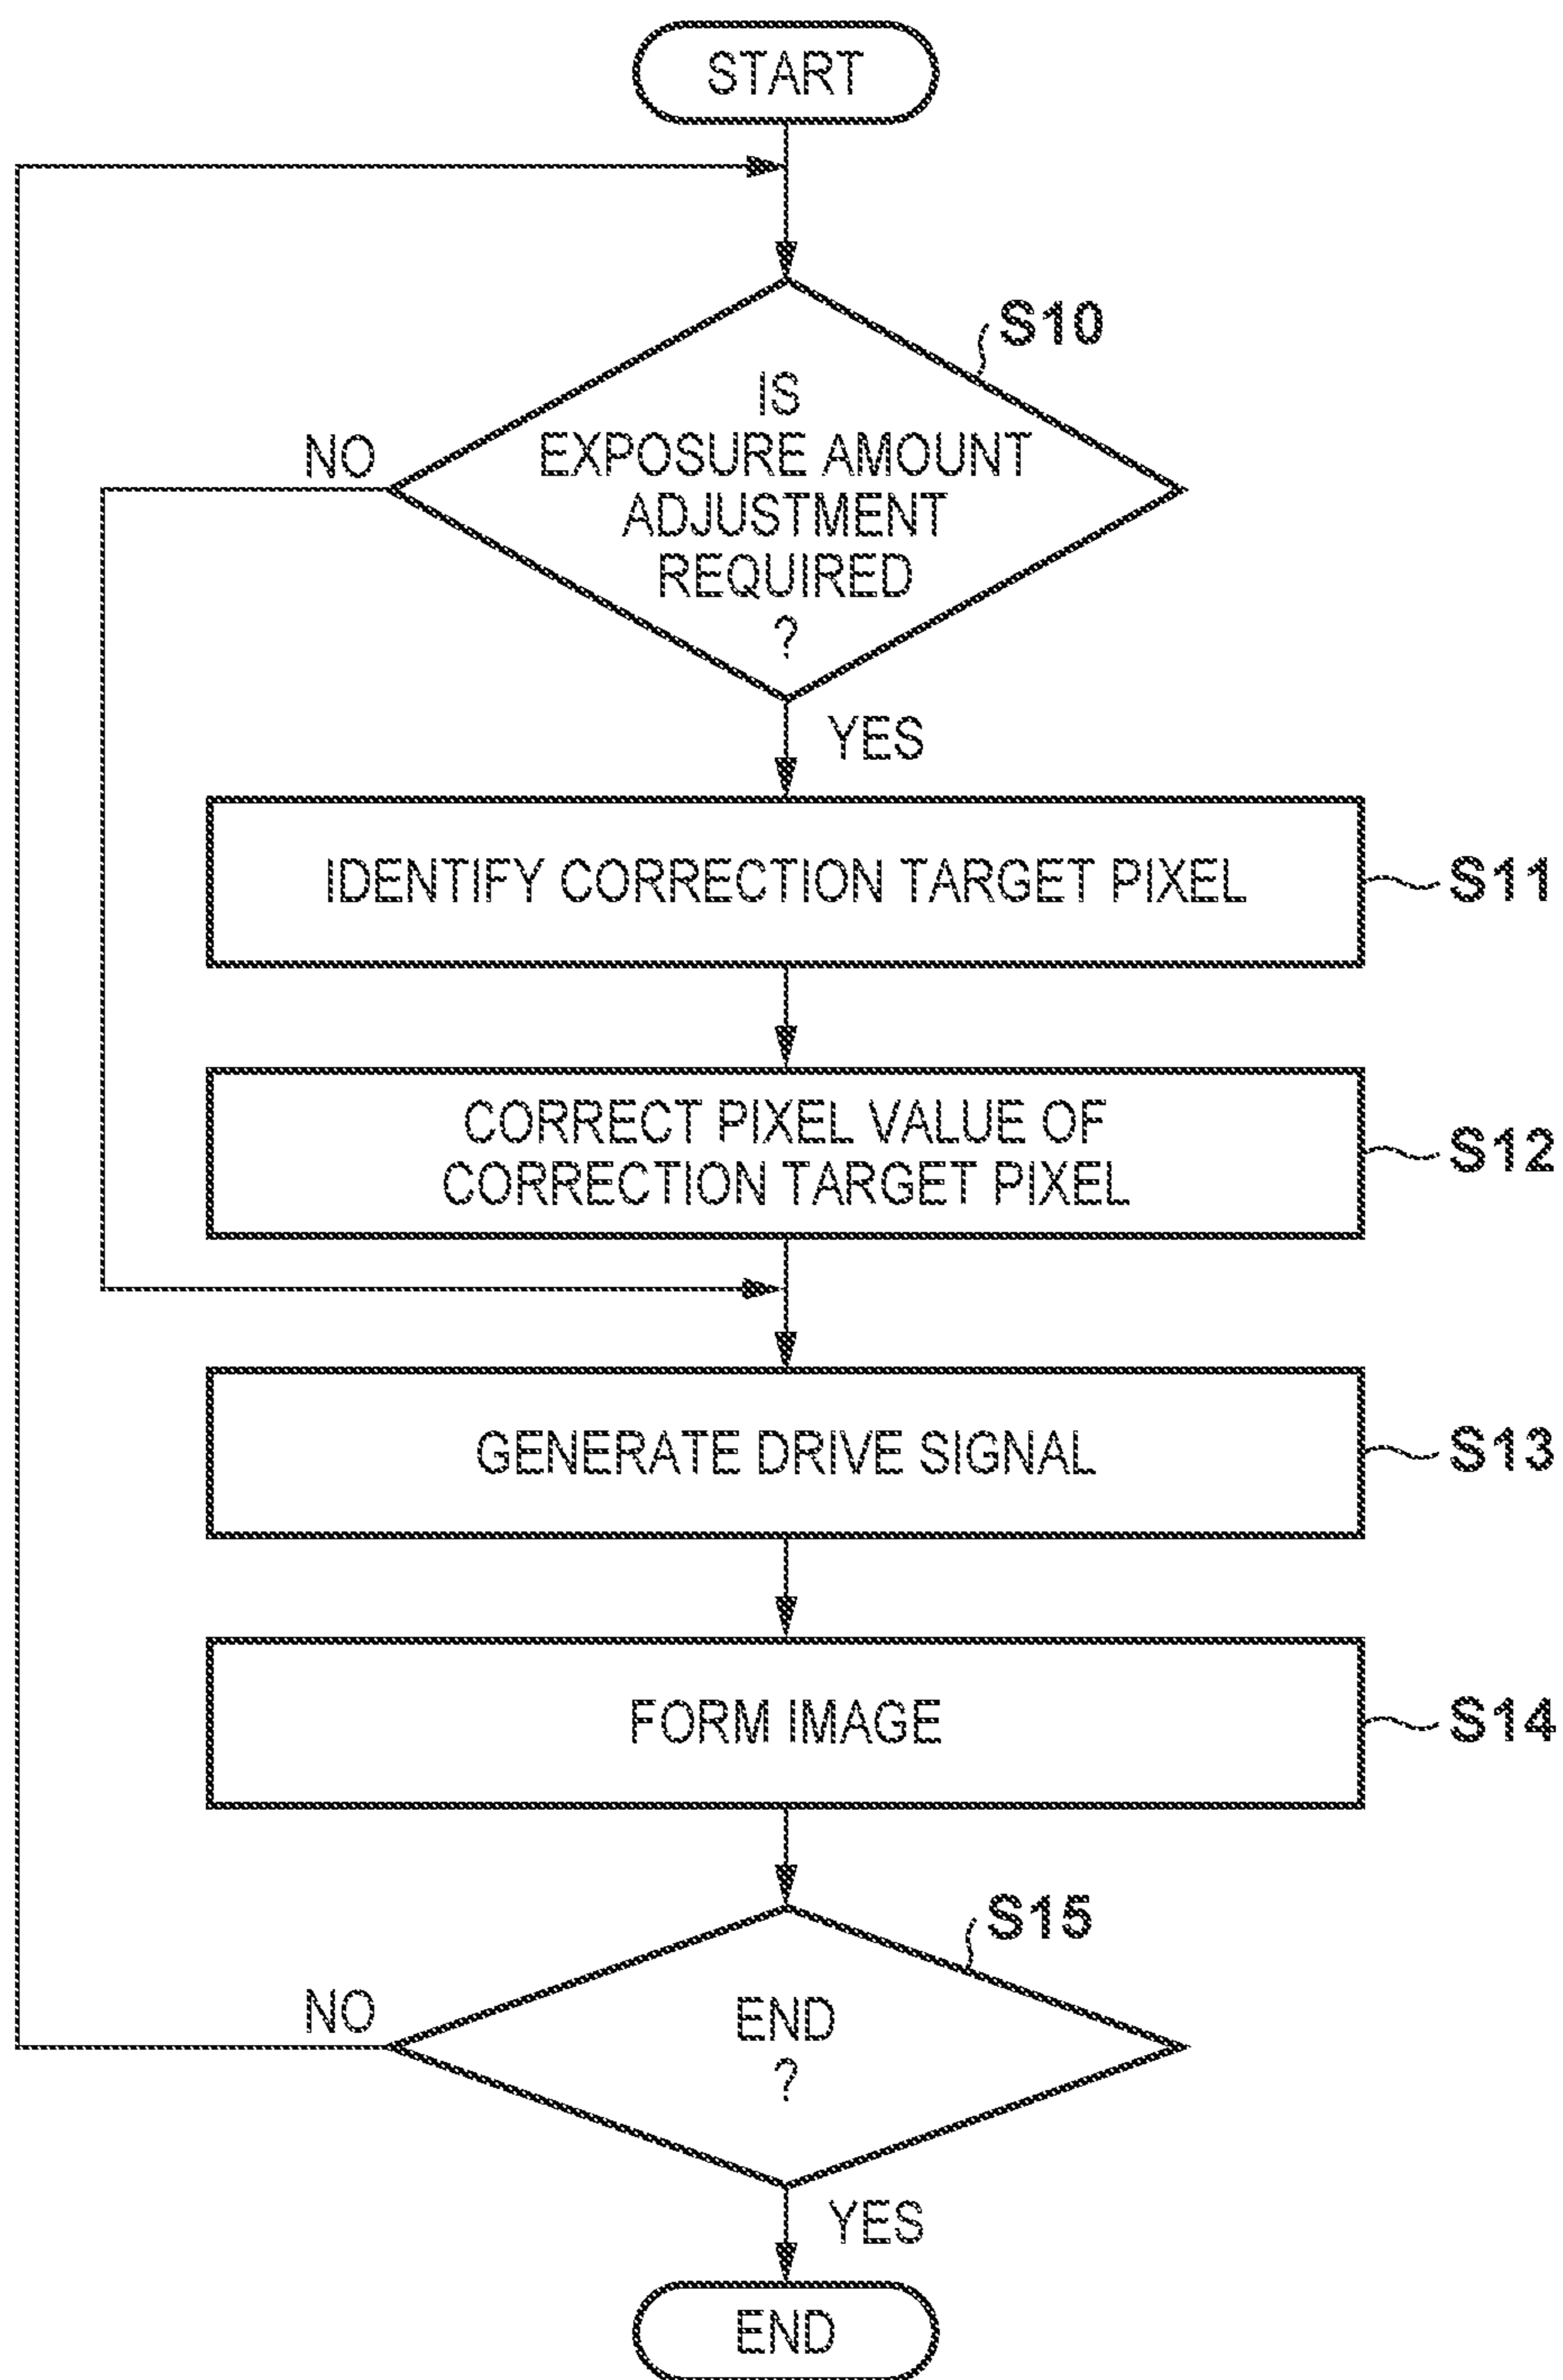 START
S10
IS
EXPOSURE AMOUNT
ADJUSTMENT
REQUIRED
?
NO
YES
IDENTIFY CORRECTION TARGET PIXEL
S11
CORRECT PIXEL VALUE OF
CORRECTION TARGET PIXEL
S12
GENERATE DRIVE SIGNAL
S13
FORM IMAGE
S14
S15
END
?
NO
YES
END